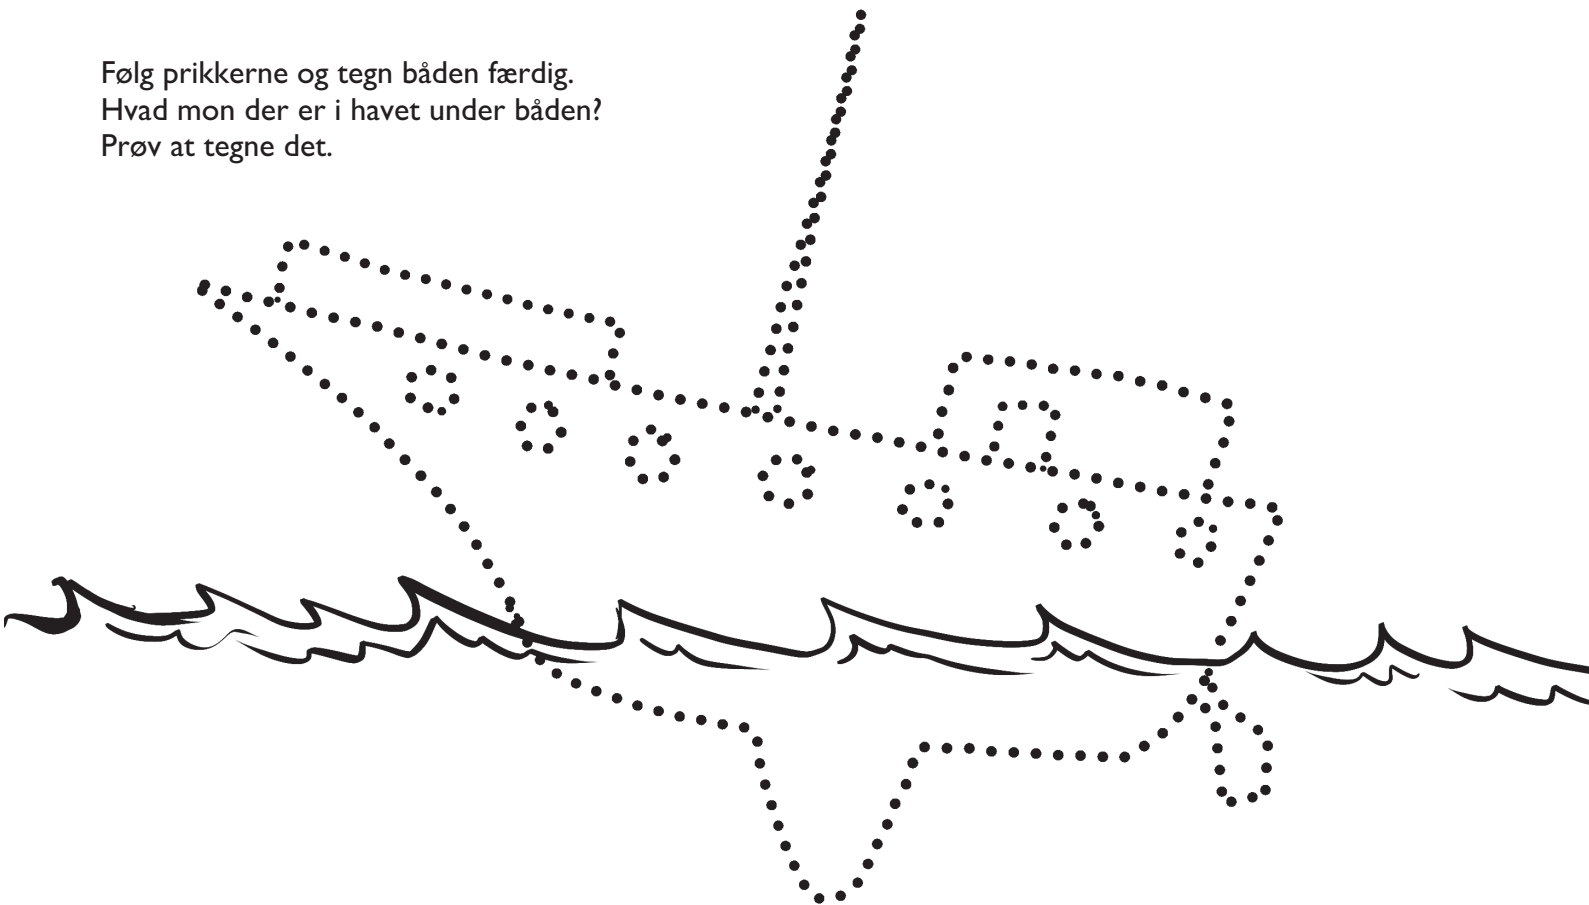 Følg prikkerne og tegn båden færdig.
Hvad mon der er i havet under båden?
Prøv at tegne det.